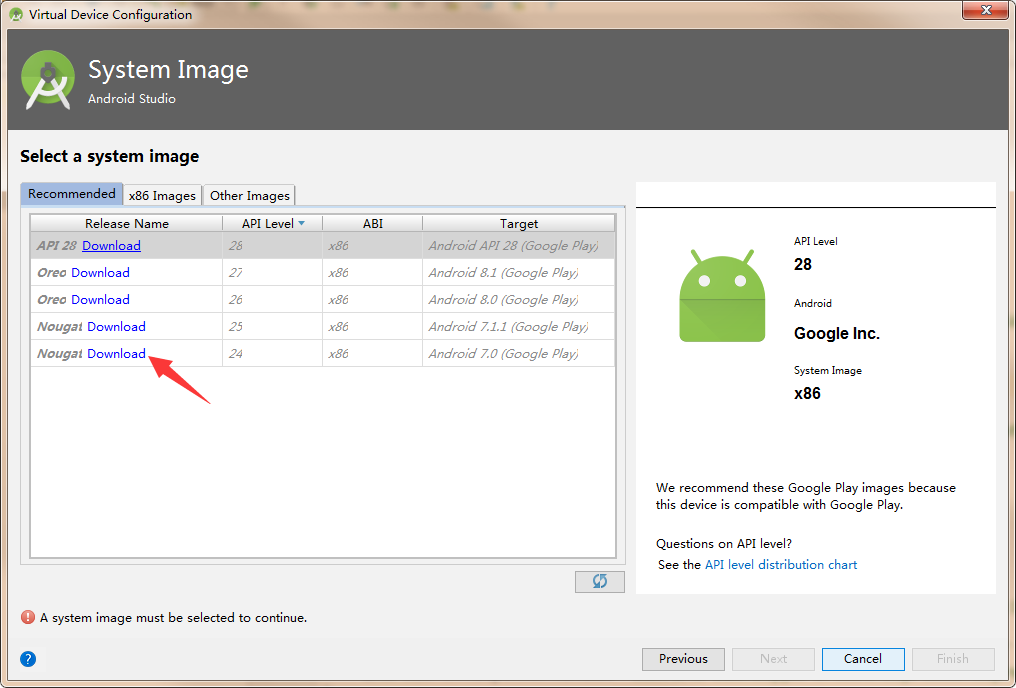 Virtual Device Configuration
System Image
Android Studio
Select a system image
Recommended x86 Images Other Images
Release Name API Level ABI Target
API 28 Download 28 x86 Android API 28 (Google Play)
Oreo Download 27 x86 Android 8.1 (Google Play)
Oreo Download 26 x86 Android 8.0 (Google Play)
Nougat Download 25 x86 Android 7.1.1 (Google Play)
Nougat Download 24 x86 Android 7.0 (Google Play)
API Level
28
Android
Google Inc.
System Image
x86
We recommend these Google Play images because
this device is compatible with Google Play.
Questions on API level?
See the API level distribution chart
A system image must be selected to continue.
? Previous Next Cancel Finish